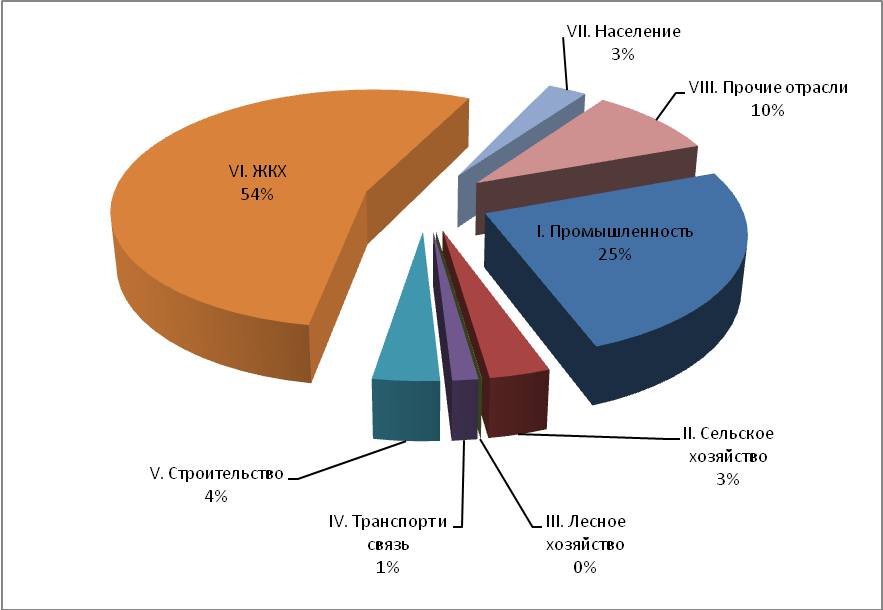 VII. Население
3%
VIII. Прочие отрасли
10%
VI. ЖКХ
54%
I. Промышленность
25%
II. Сельское
хозяйство
3%
V. Строительство
4%
IV. Транспорт и
связь
1%
III. Лесное
хозяйство
0%